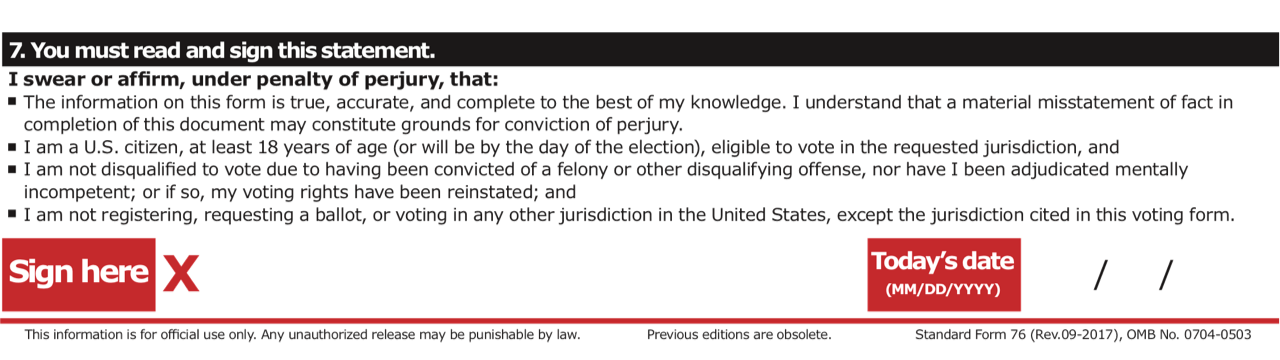 7. You must read and sign this statement.
I swear or affirm, under penalty of perjury, that:
▪ The information on this form is true, accurate, and complete to the best of my knowledge. I understand that a material misstatement of fact in
completion of this document may constitute grounds for conviction of perjury.
▪ I am a U.S. citizen, at least 18 years of age (or will be by the day of the election), eligible to vote in the requested jurisdiction, and
▪ I am not disqualified to vote due to having been convicted of a felony or other disqualifying offense, nor have I been adjudicated mentally
incompetent; or if so, my voting rights have been reinstated; and
▪ I am not registering, requesting a ballot, or voting in any other jurisdiction in the United States, except the jurisdiction cited in this voting form.
Sign here X
Today's date / /
(MM/DD/YYYY)
This information is for official use only. Any unauthorized release may be punishable by law. Previous editions are obsolete. Standard Form 76 (Rev.09-2017), OMB No. 0704-0503